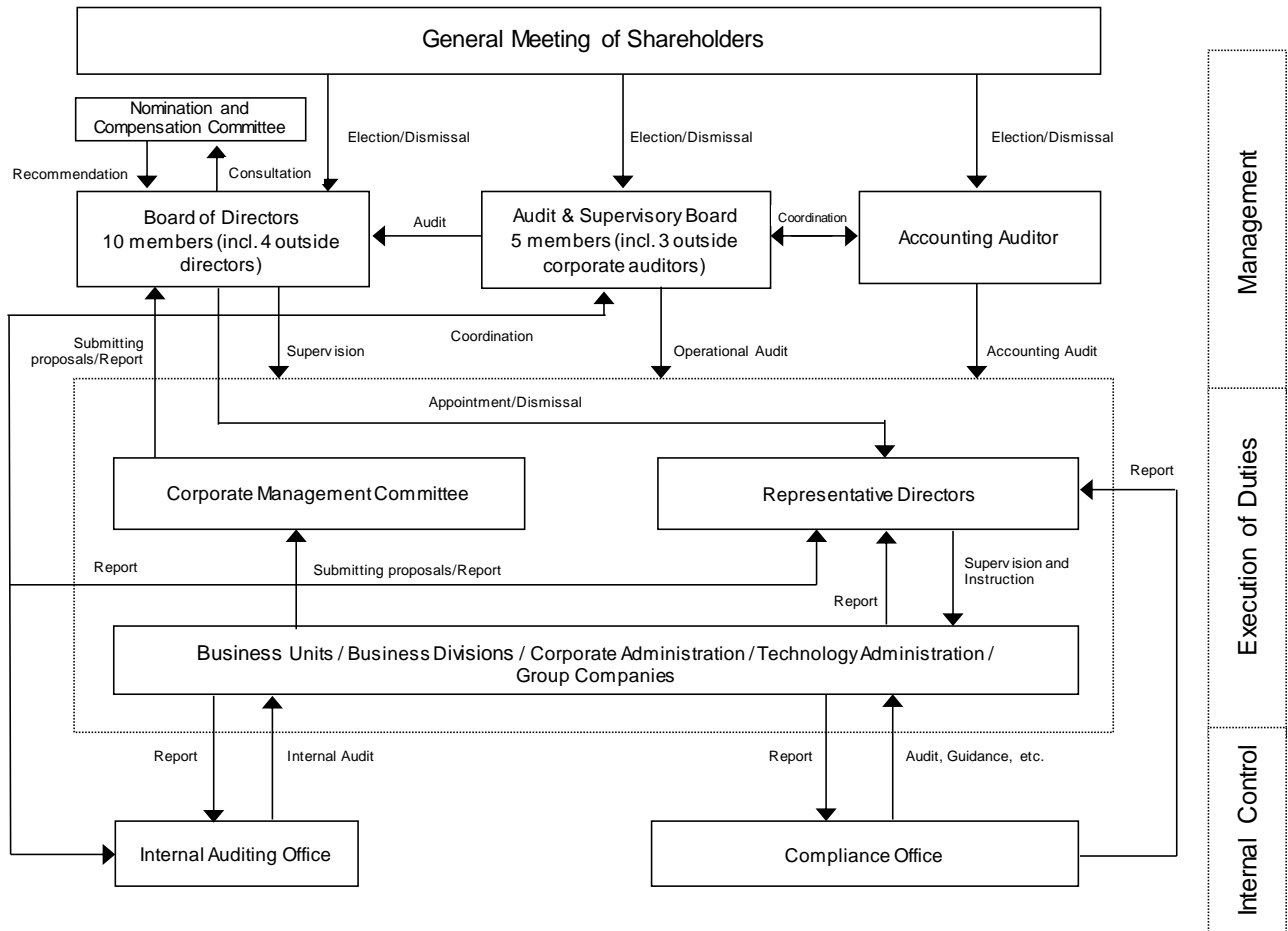 General Meeting of Shareholders
Nomination and
Compensation Committee
Election/Dismissal
Election/Dismissal
Election/Dismissal
Recommendation
Consultation
Board of Directors
10 members (incl. 4 outside
directors)
Audit
Audit & Supervisory Board
5 members (incl. 3 outside
corporate auditors)
Coordination
Accounting Auditor
Management
Submitting
proposals/Report
Supervision
Coordination
Operational Audit
Accounting Audit
Appointment/Dismissal
Corporate Management Committee
Representative Directors
Report
Execution of Duties
Report
Submitting proposals/Report
Report
Supervision and
Instruction
Business Units / Business Divisions / Corporate Administration / Technology Administration /
Group Companies
Report
Internal Audit
Report
Audit, Guidance, etc.
Internal Auditing Office
Compliance Office
Internal Control